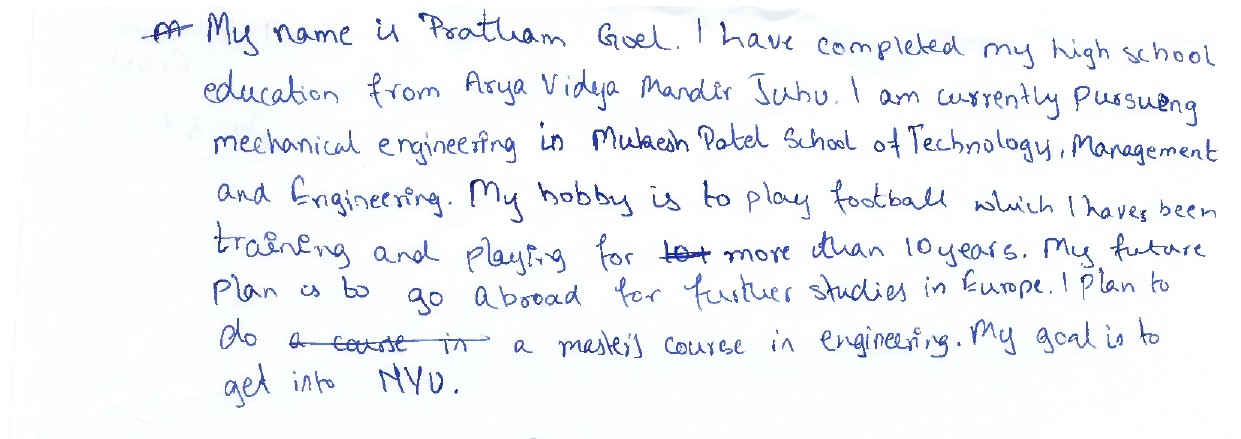 My name is Pratham Goel. I have completed my high school
education from Arya Vidya Mandir Juhu. I am currently Pursueng
mechanical engineering in Mukesh Patel School of Technology, Management
and Engineering. My hobby is to play football which I haves been
traineng and playing for more than 10 years. My future
Plan is to go abroad for further studies in Europe. I plan to
do a course in a master's course in engineering. My goal is to
get into NYU.